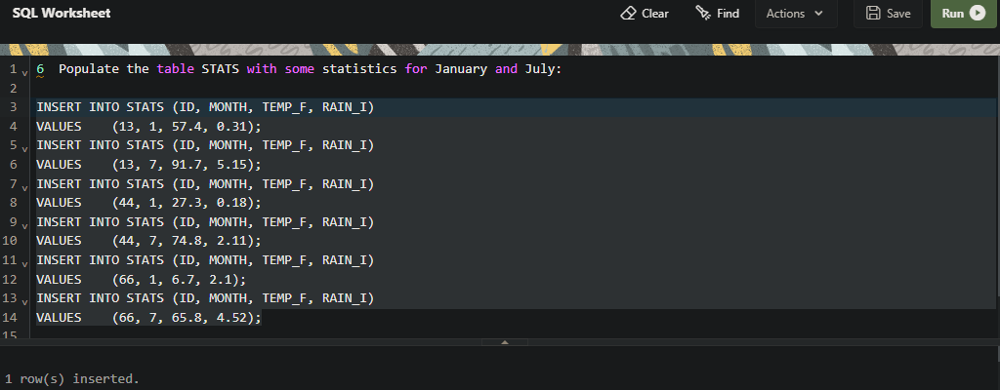 SQL Worksheet
Clear
Find
Actions
Save
Run
1 6 Populate the table STATS with some statistics for January and July:
2
3 INSERT INTO STATS (ID, MONTH, TEMP_F, RAIN_I)
4 VALUES (13, 1, 57.4, 0.31);
5 INSERT INTO STATS (ID, MONTH, TEMP_F, RAIN_I)
6 VALUES (13, 7, 91.7, 5.15);
7 INSERT INTO STATS (ID, MONTH, TEMP_F, RAIN_I)
8 VALUES (44, 1, 27.3, 0.18);
9 INSERT INTO STATS (ID, MONTH, TEMP_F, RAIN_I)
10 VALUES (44, 7, 74.8, 2.11);
11 INSERT INTO STATS (ID, MONTH, TEMP_F, RAIN_I)
12 VALUES (66, 1, 6.7, 2.1);
13 INSERT INTO STATS (ID, MONTH, TEMP_F, RAIN_I)
14 VALUES (66, 7, 65.8, 4.52);
15
1 row(s) inserted.